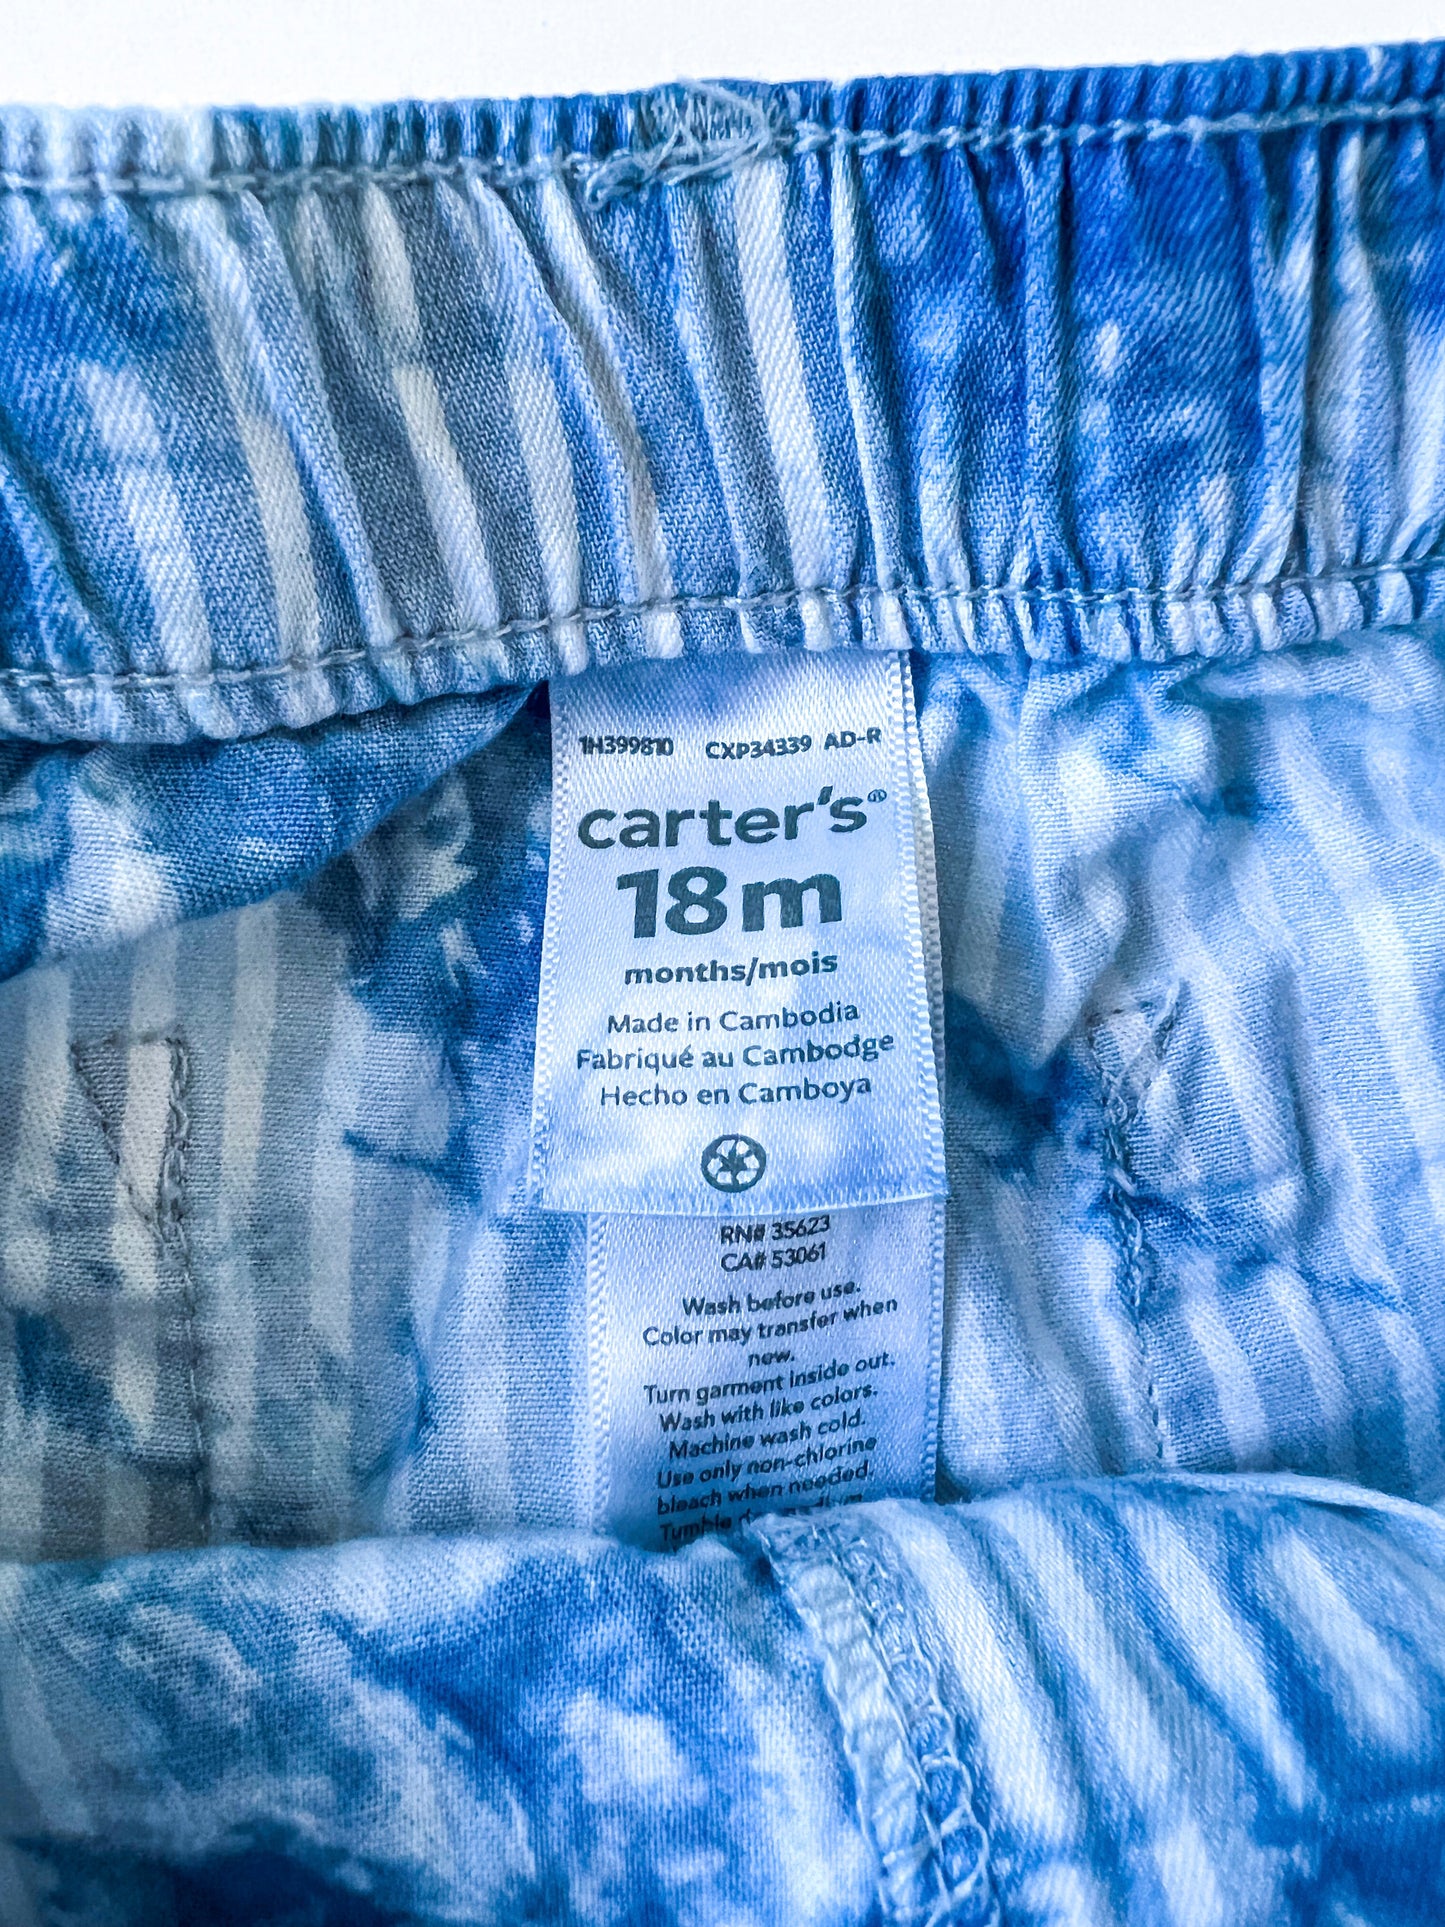 1H399810 CXP34339 AD-R
carter's®
18m
months/mois
Made in Cambodia
Fabriqué au Cambodge
Hecho en Camboya
RN# 35623
CA# 53061
Wash before use.
Color may transfer when
new.
Turn garment inside out.
Wash with like colors.
Machine wash cold.
Use only non-chlorine
bleach when needed.
Tumble